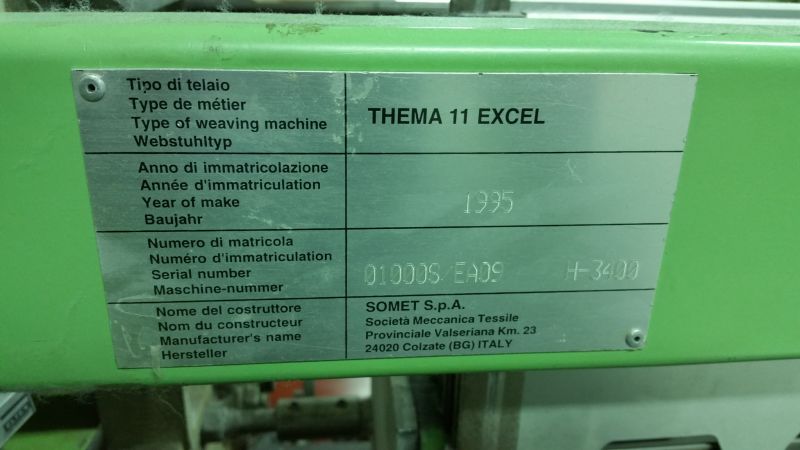 Tipo di telaio
Type de métier
Type of weaving machine
Webstuhltyp
THEMA 11 EXCEL
Anno di immatricolazione
Année d'immatriculation
Year of make
Baujahr
1995
Numero di matricola
Numéro d'immatriculation
Serial number
Maschine-nummer
01000S/EA09 H-3400
Nome del costruttore
Nom du constructeur
Manufacturer's name
Hersteller
SOMET S.p.A.
Società Meccanica Tessile
Provinciale Valseriana Km. 23
24020 Colzate (BG) ITALY